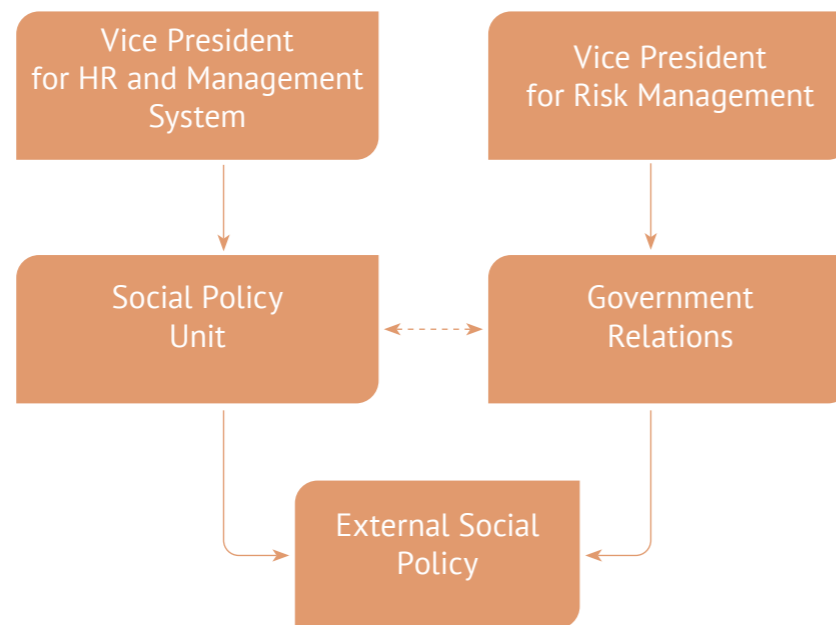 Vice President
for HR and Management
System
Vice President
for Risk Management
Social Policy
Unit
Government
Relations
External Social
Policy